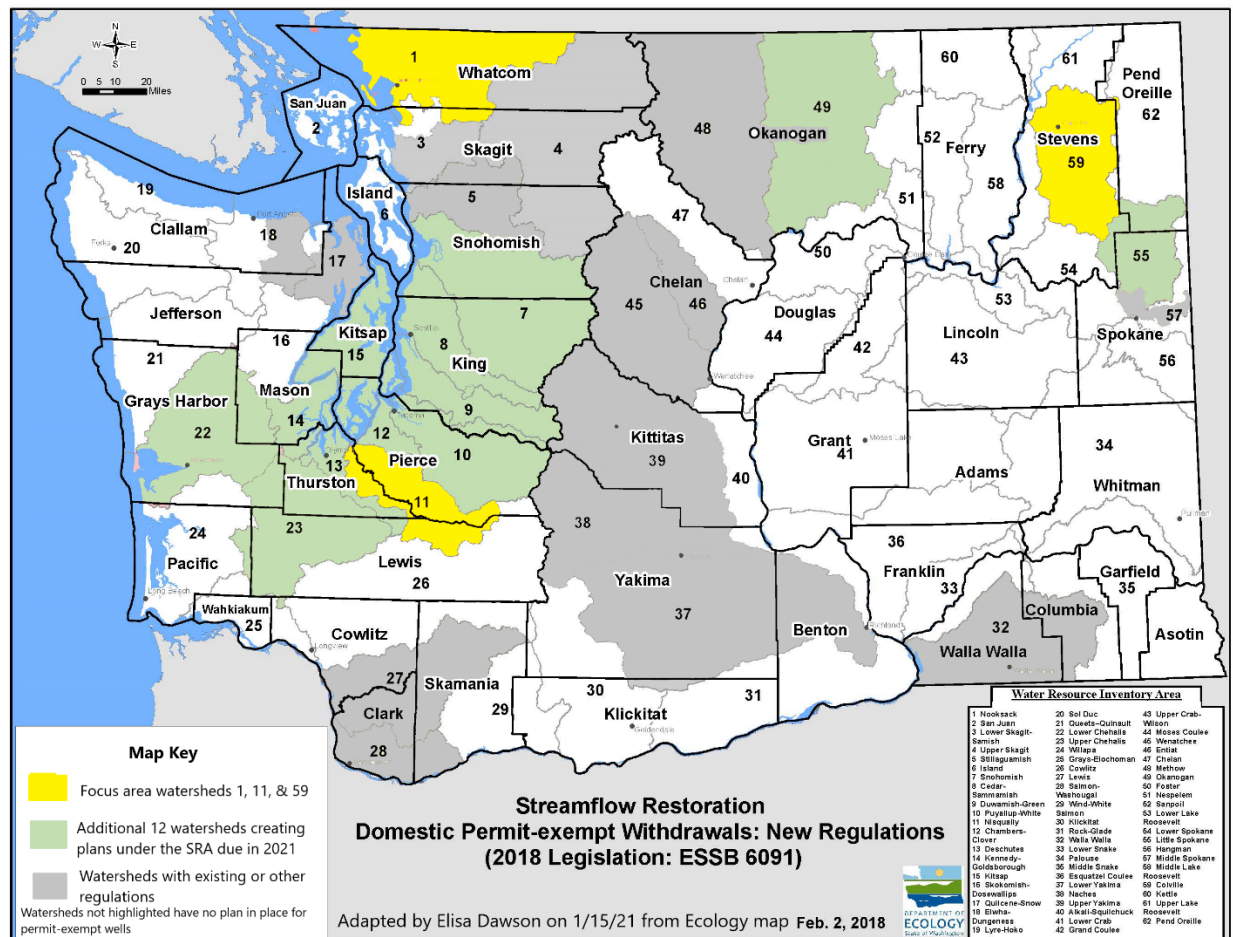 N
W E
S
0 5 10 20
Miles
1
Whatcom
San Juan
2
3
Skagit
4
48
Okanogan
49
60
61
Pend
Oreille
62
52
Ferry
Stevens
59
58
51
Island
6
5
Snohomish
47
50
19
Clallam
Port Angeles
Forks
20
18
17
Jefferson
Chelan
45
46
Chelan
54
55
53
57
Spokane
56
Douglas
44
42
Lincoln
43
Kitsap
15
7
Seattle
8
King
9
16
21
Mason
14
Grays Harbor
22
Wenatchee
Tacoma
12
Pierce
10
13
Thurston
11
Kittitas
39
40
Grant
41
Moses Lake
Adams
34
Whitman
Pullman
23
24
Pacific
Long Beach
Lewis
26
38
Yakima
37
36
Franklin
33
Garfield
35
Columbia
Asotin
Wahkiakum
25
Cowlitz
Longview
27
Skamania
Benton
Richland
32
Walla Walla
Clark
28
29
30
31
Klickitat
Goldendale
Map Key
Focus area watersheds 1, 11, & 59
Additional 12 watersheds creating
plans under the SRA due in 2021
Watersheds with existing or other
regulations
Watersheds not highlighted have no plan in place for
permit-exempt wells
Streamflow Restoration
Domestic Permit-exempt Withdrawals: New Regulations
(2018 Legislation: ESSB 6091)
Adapted by Elisa Dawson on 1/15/21 from Ecology map Feb. 2, 2018
DEPARTMENT OF
ECOLOGY
State of Washington
Water Resource Inventory Area
1 Nooksack
2 San Juan
3 Lower Skagit-
Samish
4 Upper Skagit
5 Stillaguamish
6 Island
7 Snohomish
8 Cedar-
Sammamish
9 Duwamish-Green
10 Puyallup-White
11 Nisqually
12 Chambers-
Clover
13 Deschutes
14 Kennedy-
Goldsborough
15 Kitsap
16 Skokomish-
Dosewallips
17 Quilcene-Snow
18 Elwha-
Dungeness
19 Lyre-Hoko
20 Sol Duc
21 Queets-Quinault
22 Lower Chehalis
23 Upper Chehalis
24 Willapa
25 Grays-Elochoman
26 Cowlitz
27 Lewis
28 Salmon-
Washougal
29 Wind-White
Salmon
30 Klickitat
31 Rock-Glade
32 Walla Walla
33 Lower Snake
34 Palouse
35 Middle Snake
36 Esquatzel Coulee
37 Lower Yakima
38 Naches
39 Upper Yakima
40 Alkali-Squilchuck
41 Lower Crab
42 Grand Coulee
43 Upper Crab-
Wilson
44 Moses Coulee
45 Wenatchee
46 Entiat
47 Chelan
48 Methow
49 Okanogan
50 Foster
51 Nespelem
52 Sanpoil
53 Lower Lake
Roosevelt
54 Lower Spokane
55 Little Spokane
56 Hangman
57 Middle Spokane
58 Middle Lake
Roosevelt
59 Colville
60 Kettle
61 Upper Lake
Roosevelt
62 Pend Oreille